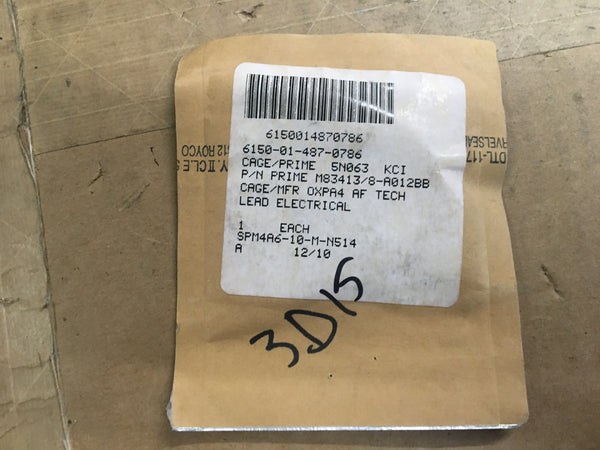 6150014870786
6150-01-487-0786
CAGE/PRIME 5N063 KCI
P/N PRIME M83413/8-A012BB
CAGE/MFR OXPA4 AF TECH
LEAD ELECTRICAL
1 EACH
SPM4A6-10-M-N514
A 12/10
3D15